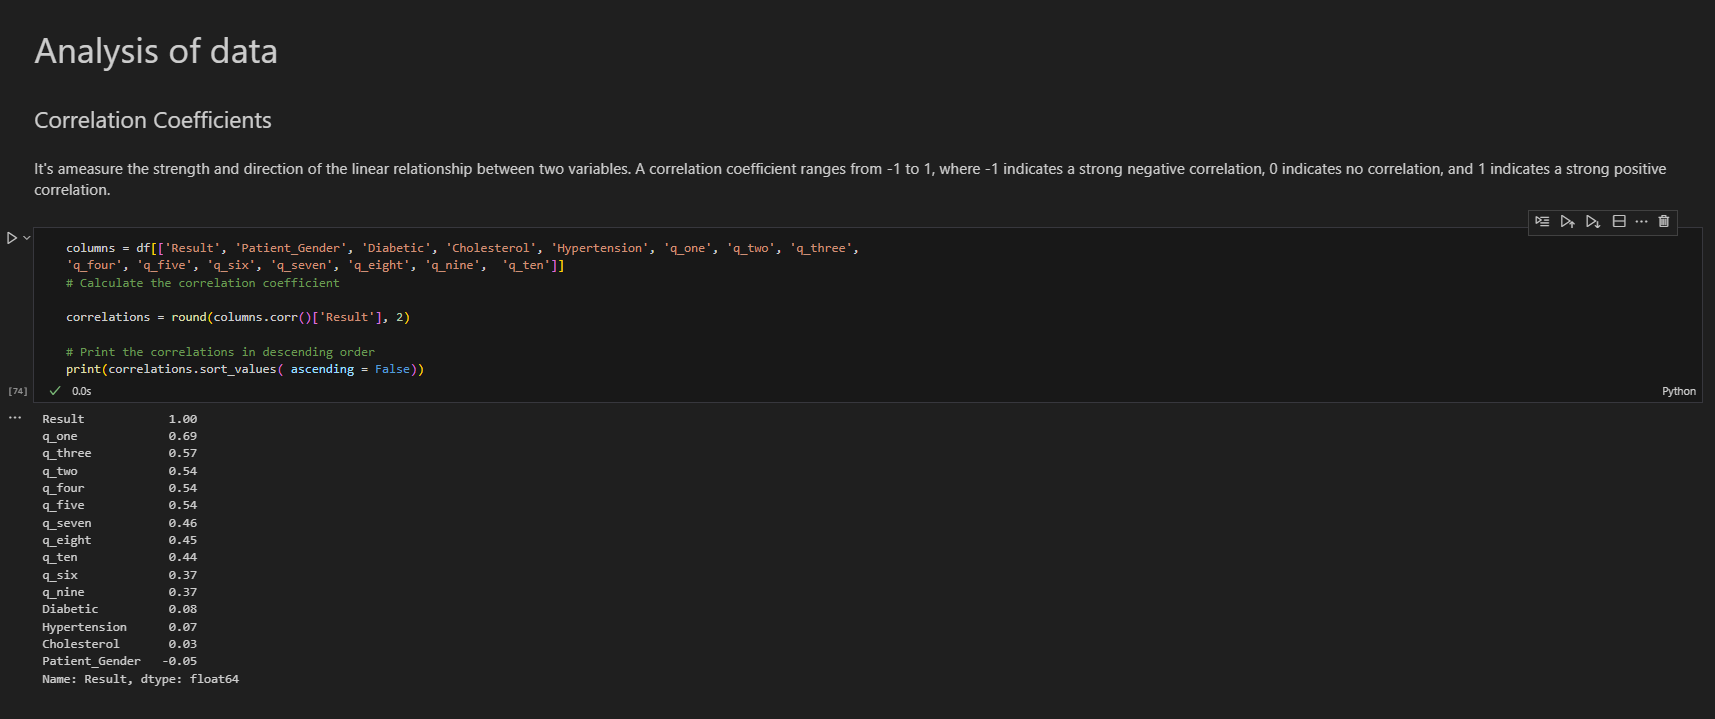 Analysis of data
Correlation Coefficients
It's ameasure the strength and direction of the linear relationship between two variables. A correlation coefficient ranges from -1 to 1, where -1 indicates a strong negative correlation, 0 indicates no correlation, and 1 indicates a strong positive
correlation.
columns = df[['Result', 'Patient_Gender', 'Diabetic', 'Cholesterol', 'Hypertension', 'q_one', 'q_two', 'q_three',
'q_four', 'q_five', 'q_six', 'q_seven', 'q_eight', 'q_nine',  'q_ten']]
# Calculate the correlation coefficient
correlations = round(columns.corr()['Result'], 2)
# Print the correlations in descending order
print(correlations.sort_values( ascending = False))
[74] 0.0s Python
Result 1.00
q_one 0.69
q_three 0.57
q_two 0.54
q_four 0.54
q_five 0.54
q_seven 0.46
q_eight 0.45
q_ten 0.44
q_six 0.37
q_nine 0.37
Diabetic 0.08
Hypertension 0.07
Cholesterol 0.03
Patient_Gender -0.05
Name: Result, dtype: float64